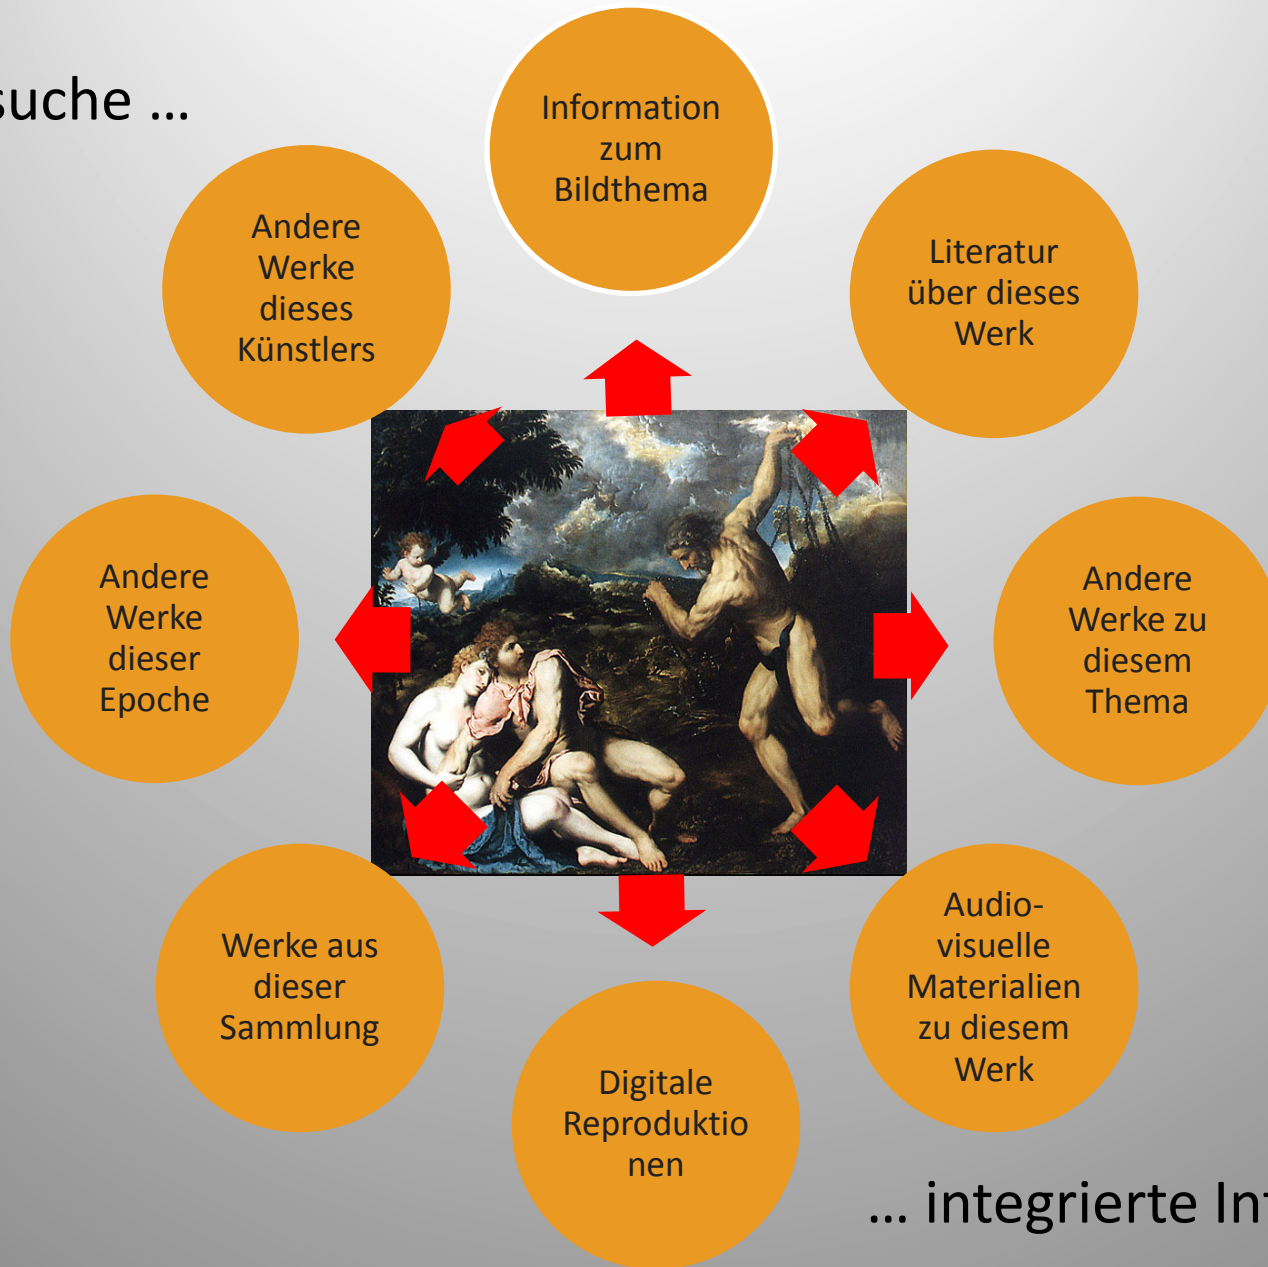 suche ...
Information
zum
Bildthema
Andere
Werke
dieses
Künstlers
Literatur
über dieses
Werk
Andere
Werke
dieser
Epoche
Andere
Werke zu
diesem
Thema
Werke aus
dieser
Sammlung
Audio-
visuelle
Materialien
zu diesem
Werk
Digitale
Reproduktio
nen
... integrierte Int